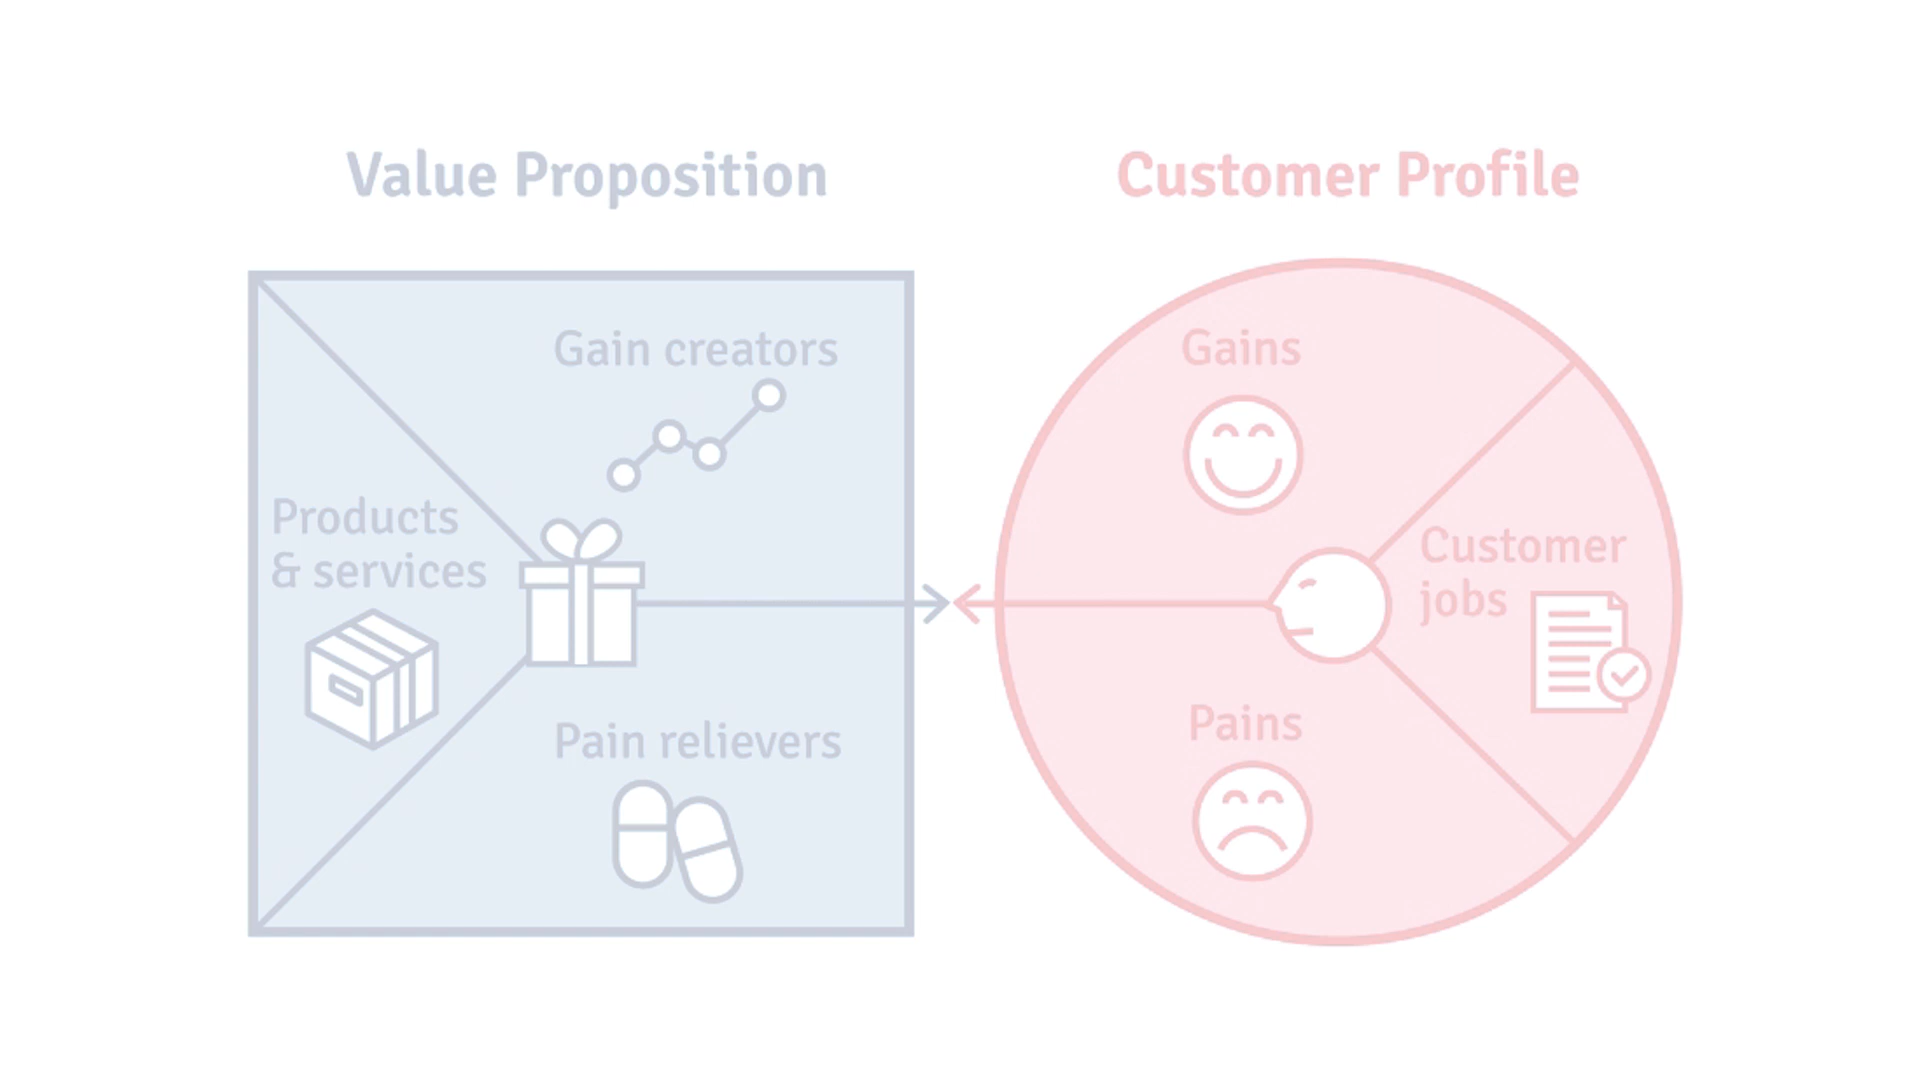 Value Proposition
Customer Profile
Gain creators
Products
& services
Pain relievers
Gains
Customer
jobs
Pains